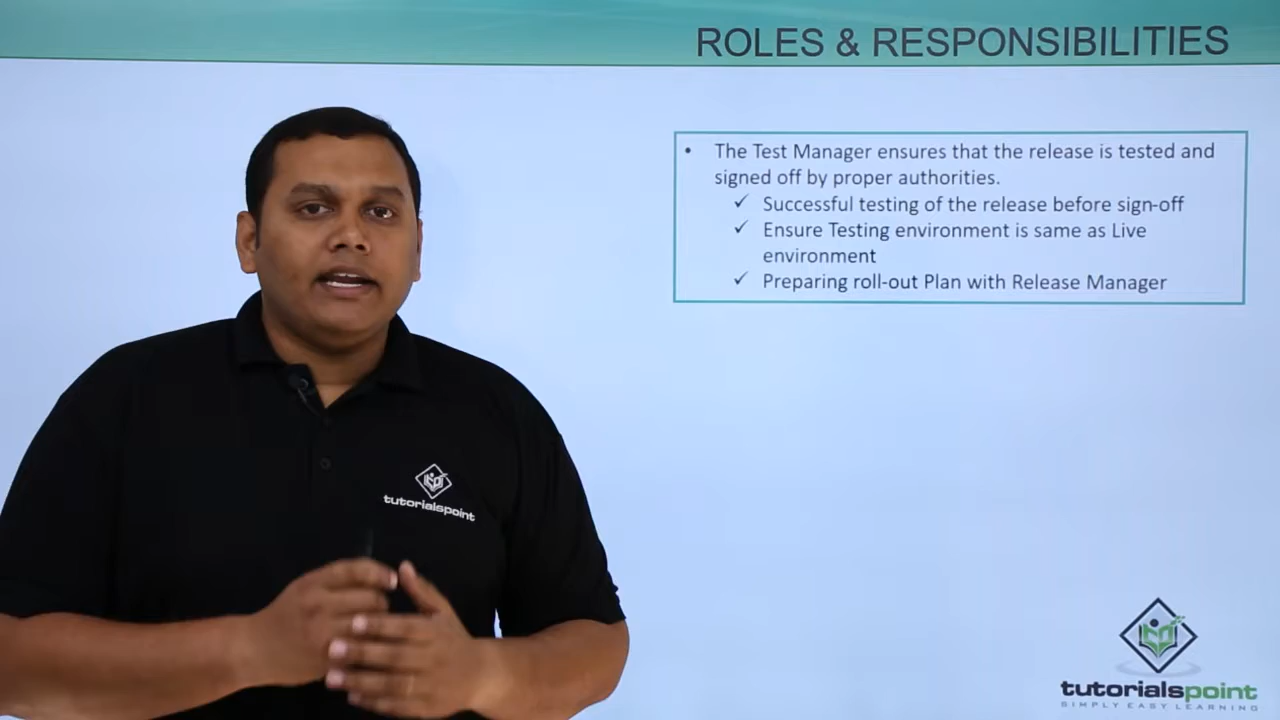 ROLES & RESPONSIBILITIES
• The Test Manager ensures that the release is tested and
signed off by proper authorities.
✓ Successful testing of the release before sign-off
✓ Ensure Testing environment is same as Live
environment
✓ Preparing roll-out Plan with Release Manager
tutorialspoint
tutorialspoint
SIMPLY EASY LEARNING